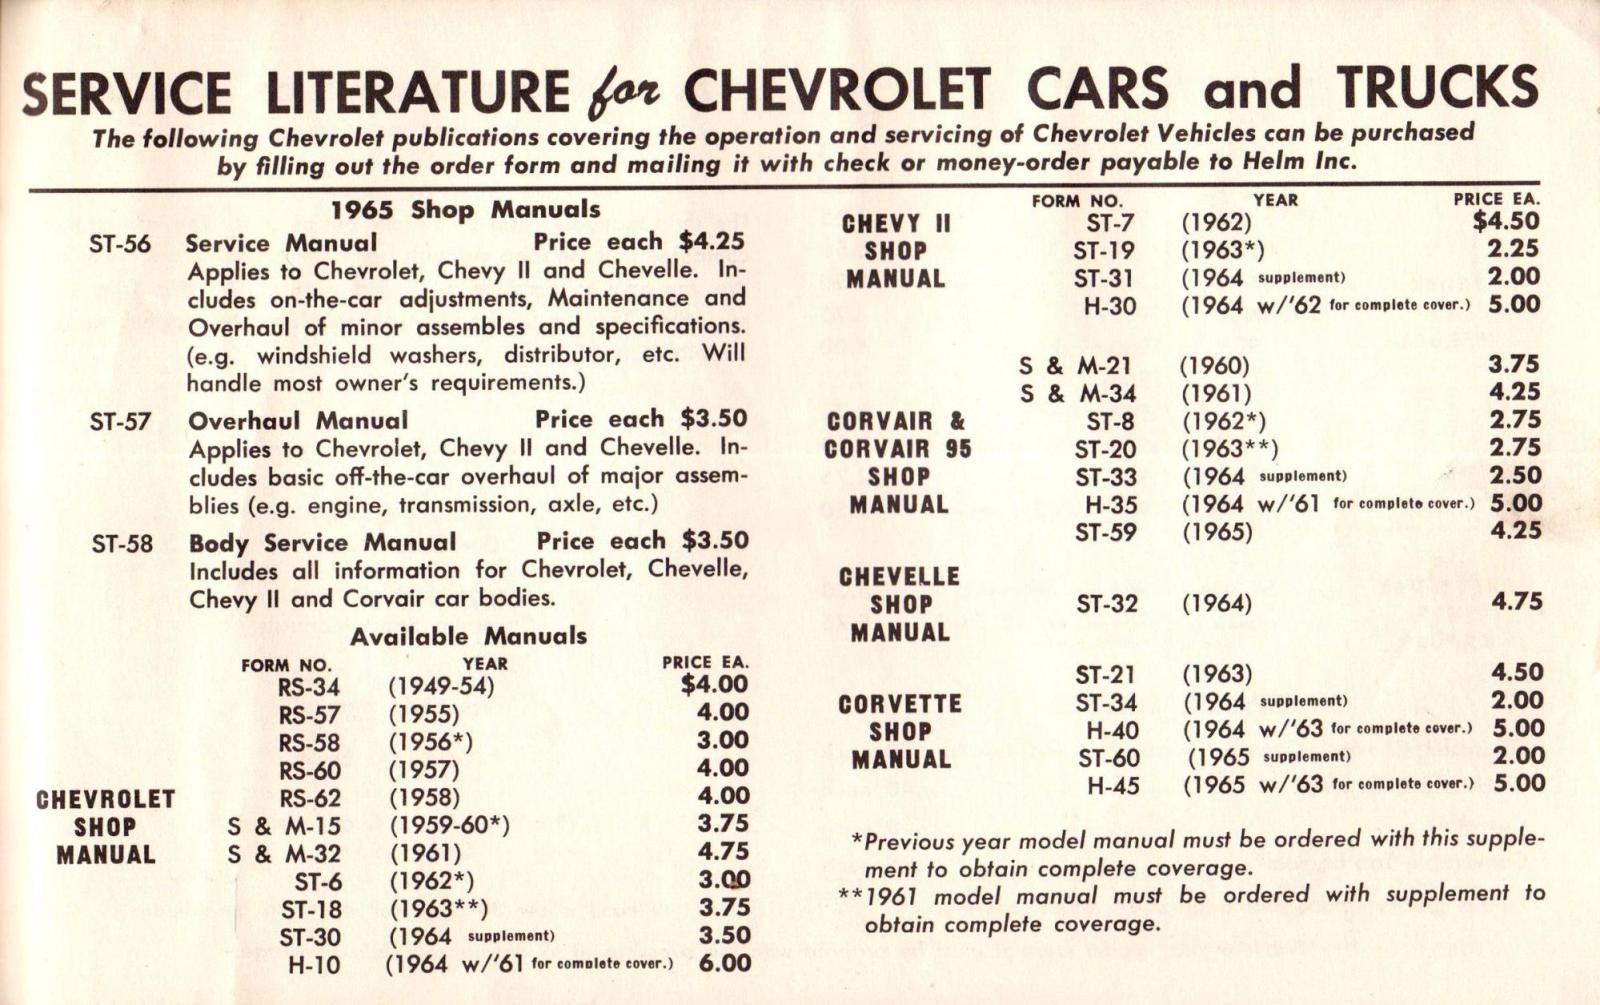 SERVICE LITERATURE for CHEVROLET CARS and TRUCKS
The following Chevrolet publications covering the operation and servicing of Chevrolet Vehicles can be purchased
by filling out the order form and mailing it with check or money-order payable to Helm Inc.
1965 Shop Manuals
ST-56 Service Manual Price each $4.25
Applies to Chevrolet, Chevy II and Chevelle. In-
cludes on-the-car adjustments, Maintenance and
Overhaul of minor assembles and specifications.
(e.g. windshield washers, distributor, etc. Will
handle most owner's requirements.)
ST-57 Overhaul Manual Price each $3.50
Applies to Chevrolet, Chevy II and Chevelle. In-
cludes basic off-the-car overhaul of major assem-
blies (e.g. engine, transmission, axle, etc.)
ST-58 Body Service Manual Price each $3.50
Includes all information for Chevrolet, Chevelle,
Chevy II and Corvair car bodies.
Available Manuals
FORM NO. YEAR PRICE EA.
RS-34 (1949-54) $4.00
RS-57 (1955) 4.00
RS-58 (1956*) 3.00
RS-60 (1957) 4.00
CHEVROLET RS-62 (1958) 4.00
SHOP S & M-15 (1959-60*) 3.75
MANUAL S & M-32 (1961) 4.75
ST-6 (1962*) 3.00
ST-18 (1963**) 3.75
ST-30 (1964 supplement) 3.50
H-10 (1964 w/'61 for complete cover.) 6.00
FORM NO. YEAR PRICE EA.
CHEVY II ST-7 (1962) $4.50
SHOP ST-19 (1963*) 2.25
MANUAL ST-31 (1964 supplement) 2.00
H-30 (1964 w/'62 for complete cover.) 5.00
S & M-21 (1960) 3.75
S & M-34 (1961) 4.25
CORVAIR & ST-8 (1962*) 2.75
CORVAIR 95 ST-20 (1963**) 2.75
SHOP ST-33 (1964 supplement) 2.50
MANUAL H-35 (1964 w/'61 for complete cover.) 5.00
ST-59 (1965) 4.25
CHEVELLE
SHOP ST-32 (1964) 4.75
MANUAL
ST-21 (1963) 4.50
CORVETTE ST-34 (1964 supplement) 2.00
SHOP H-40 (1964 w/'63 for complete cover.) 5.00
MANUAL ST-60 (1965 supplement) 2.00
H-45 (1965 w/'63 for complete cover.) 5.00
*Previous year model manual must be ordered with this supple-
ment to obtain complete coverage.
**1961 model manual must be ordered with supplement to
obtain complete coverage.